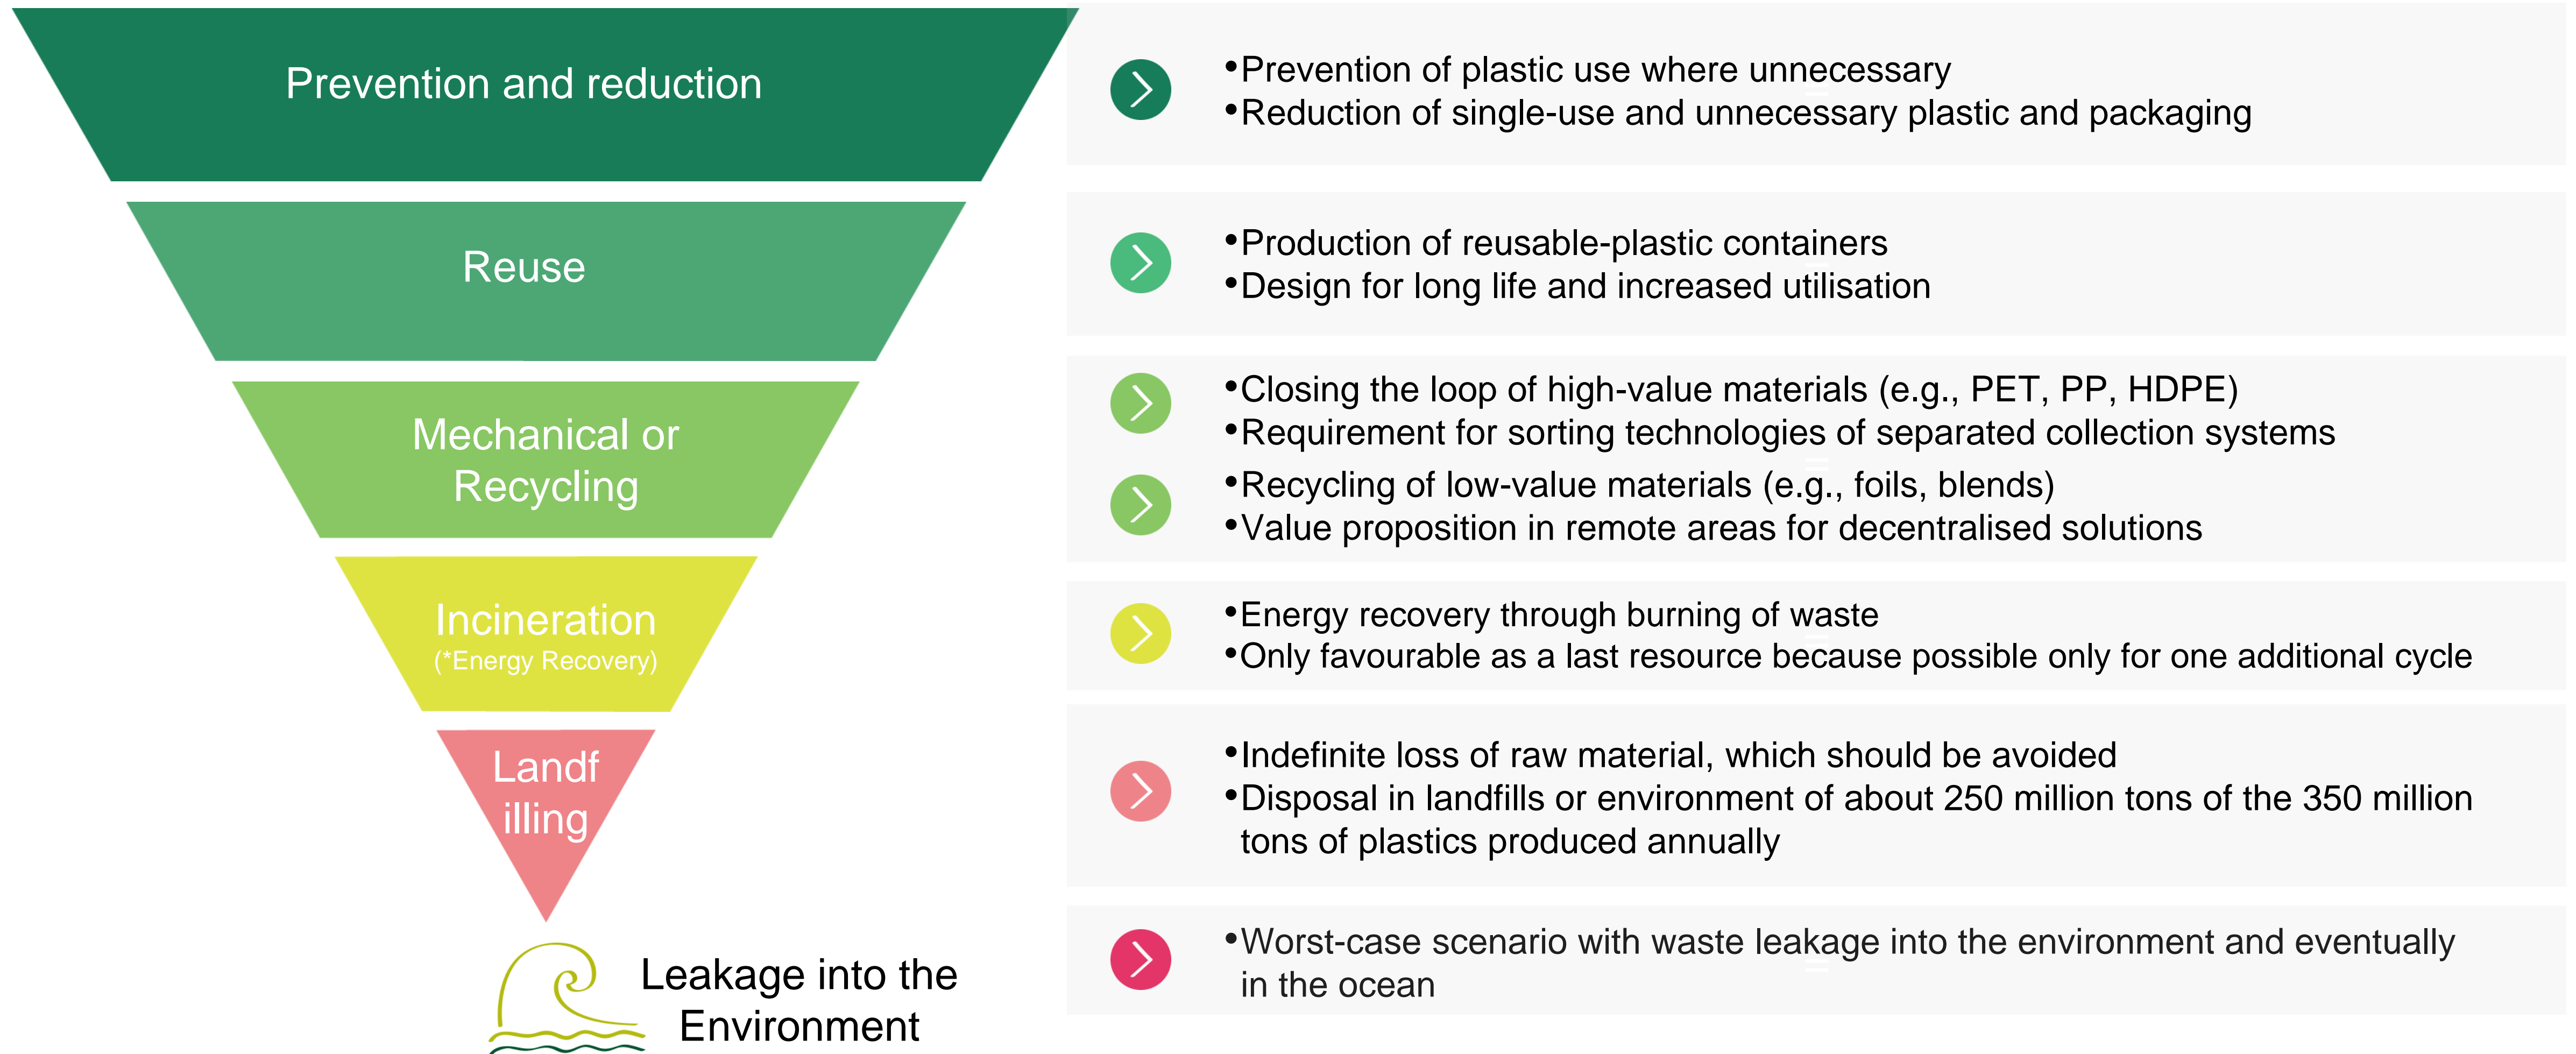 Prevention and reduction
•Prevention of plastic use where unnecessary
•Reduction of single-use and unnecessary plastic and packaging
Reuse
•Production of reusable-plastic containers
•Design for long life and increased utilisation
Mechanical or
Recycling
•Closing the loop of high-value materials (e.g., PET, PP, HDPE)
•Requirement for sorting technologies of separated collection systems
•Recycling of low-value materials (e.g., foils, blends)
•Value proposition in remote areas for decentralised solutions
Incineration
(*Energy Recovery)
•Energy recovery through burning of waste
•Only favourable as a last resource because possible only for one additional cycle
Landf
illing
•Indefinite loss of raw material, which should be avoided
•Disposal in landfills or environment of about 250 million tons of the 350 million
tons of plastics produced annually
Leakage into the
Environment
•Worst-case scenario with waste leakage into the environment and eventually
in the ocean